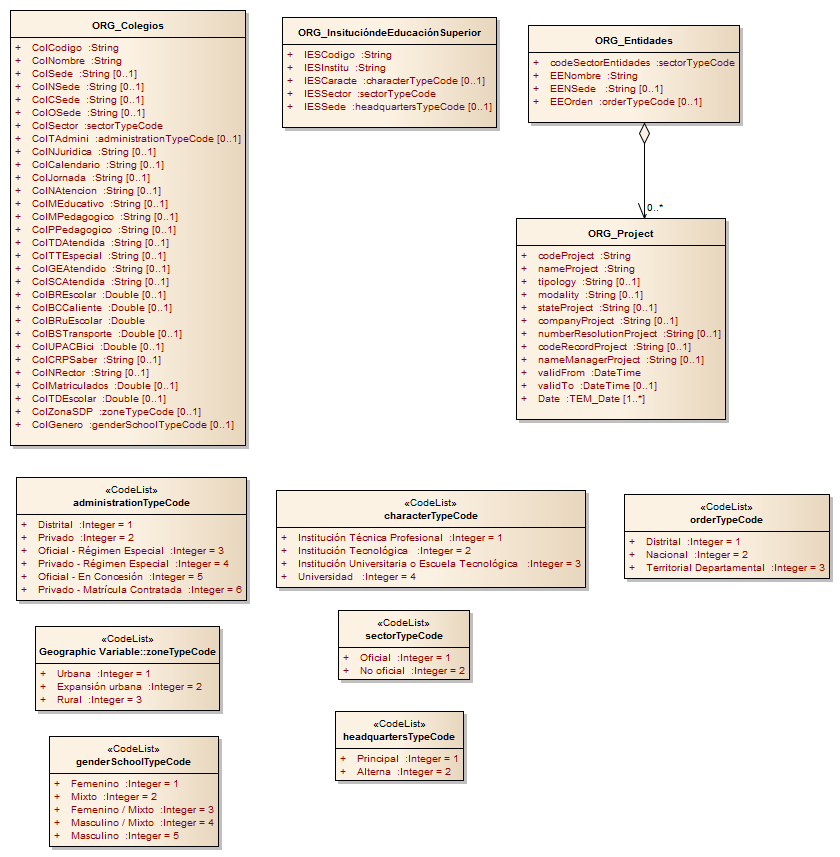 ORG_Colegios
+ ColCodigo :String
+ ColNombre :String
+ ColSede :String [0..1]
+ ColNSede :String [0..1]
+ ColCSede :String [0..1]
+ ColOSede :String [0..1]
+ ColSector :sectorTypeCode
+ ColTAdmini :administrationTypeCode [0..1]
+ ColNJuridica :String [0..1]
+ ColCalendario :String [0..1]
+ ColJornada :String [0..1]
+ ColNAtencion :String [0..1]
+ ColMEducativo :String [0..1]
+ ColMPedagogico :String [0..1]
+ ColPPedagogico :String [0..1]
+ ColTDAtendida :String [0..1]
+ ColTTEspecial :String [0..1]
+ ColGEAtendido :String [0..1]
+ ColSCAtendida :String [0..1]
+ ColBREscolar :Double [0..1]
+ ColBCCaliente :Double [0..1]
+ ColBRuEscolar :Double
+ ColBSTransporte :Double [0..1]
+ ColUPACBici :Double [0..1]
+ ColCRPSaber :String [0..1]
+ ColNRector :String [0..1]
+ ColMatriculados :Double [0..1]
+ ColTDEscolar :Double [0..1]
+ ColZonaSDP :zoneTypeCode [0..1]
+ ColGenero :genderSchoolTypeCode [0..1]
ORG_InsitucióndeEducaciónSuperior
+ IESCodigo :String
+ IESInstitu :String
+ IESCaracte :characterTypeCode [0..1]
+ IESSector :sectorTypeCode
+ IESSede :headquartersTypeCode [0..1]
ORG_Entidades
+ codeSectorEntidades :sectorTypeCode
+ EENombre :String
+ EENSede :String [0..1]
+ EEOrden :orderTypeCode [0..1]
0..*
ORG_Project
+ codeProject :String
+ nameProject :String
+ tipology :String [0..1]
+ modality :String [0..1]
+ stateProject :String [0..1]
+ companyProject :String [0..1]
+ numberResolutionProject :String [0..1]
+ codeRecordProject :String [0..1]
+ nameManagerProject :String [0..1]
+ validFrom :DateTime
+ validTo :DateTime [0..1]
+ Date :TEM_Date [1..*]
«CodeList»
administrationTypeCode
+ Distrital :Integer = 1
+ Privado :Integer = 2
+ Oficial - Régimen Especial :Integer = 3
+ Privado - Régimen Especial :Integer = 4
+ Oficial - En Concesión :Integer = 5
+ Privado - Matrícula Contratada :Integer = 6
«CodeList»
characterTypeCode
+ Institución Técnica Profesional :Integer = 1
+ Institución Tecnológica :Integer = 2
+ Institución Universitaria o Escuela Tecnológica :Integer = 3
+ Universidad :Integer = 4
«CodeList»
orderTypeCode
+ Distrital :Integer = 1
+ Nacional :Integer = 2
+ Territorial Departamental :Integer = 3
«CodeList»
Geographic Variable::zoneTypeCode
+ Urbana :Integer = 1
+ Expansión urbana :Integer = 2
+ Rural :Integer = 3
«CodeList»
sectorTypeCode
+ Oficial :Integer = 1
+ No oficial :Integer = 2
«CodeList»
headquartersTypeCode
+ Principal :Integer = 1
+ Alterna :Integer = 2
«CodeList»
genderSchoolTypeCode
+ Femenino :Integer = 1
+ Mixto :Integer = 2
+ Femenino / Mixto :Integer = 3
+ Masculino / Mixto :Integer = 4
+ Masculino :Integer = 5